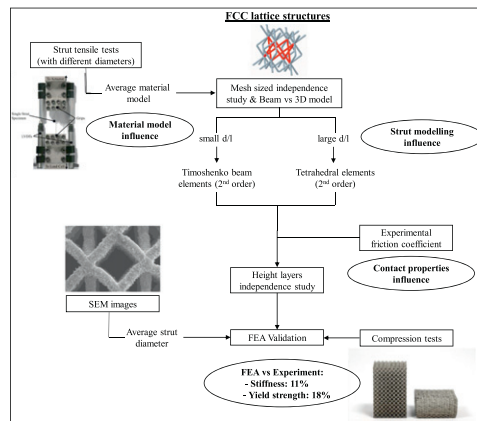 FCC lattice structures
Strut tensile tests
(with different diameters)
Average material
model
Mesh sized independence
study & Beam vs 3D model
Material model
influence
small d/l
large d/l
Strut modelling
influence
Timoshenko beam
elements (2nd order)
Tetrahedral elements
(2nd order)
Experimental
friction coefficient
Height layers
independence study
Contact properties
influence
SEM images
Average strut
diameter
FEA Validation
Compression tests
FEA vs Experiment:
- Stiffness: 11%
- Yield strength: 18%